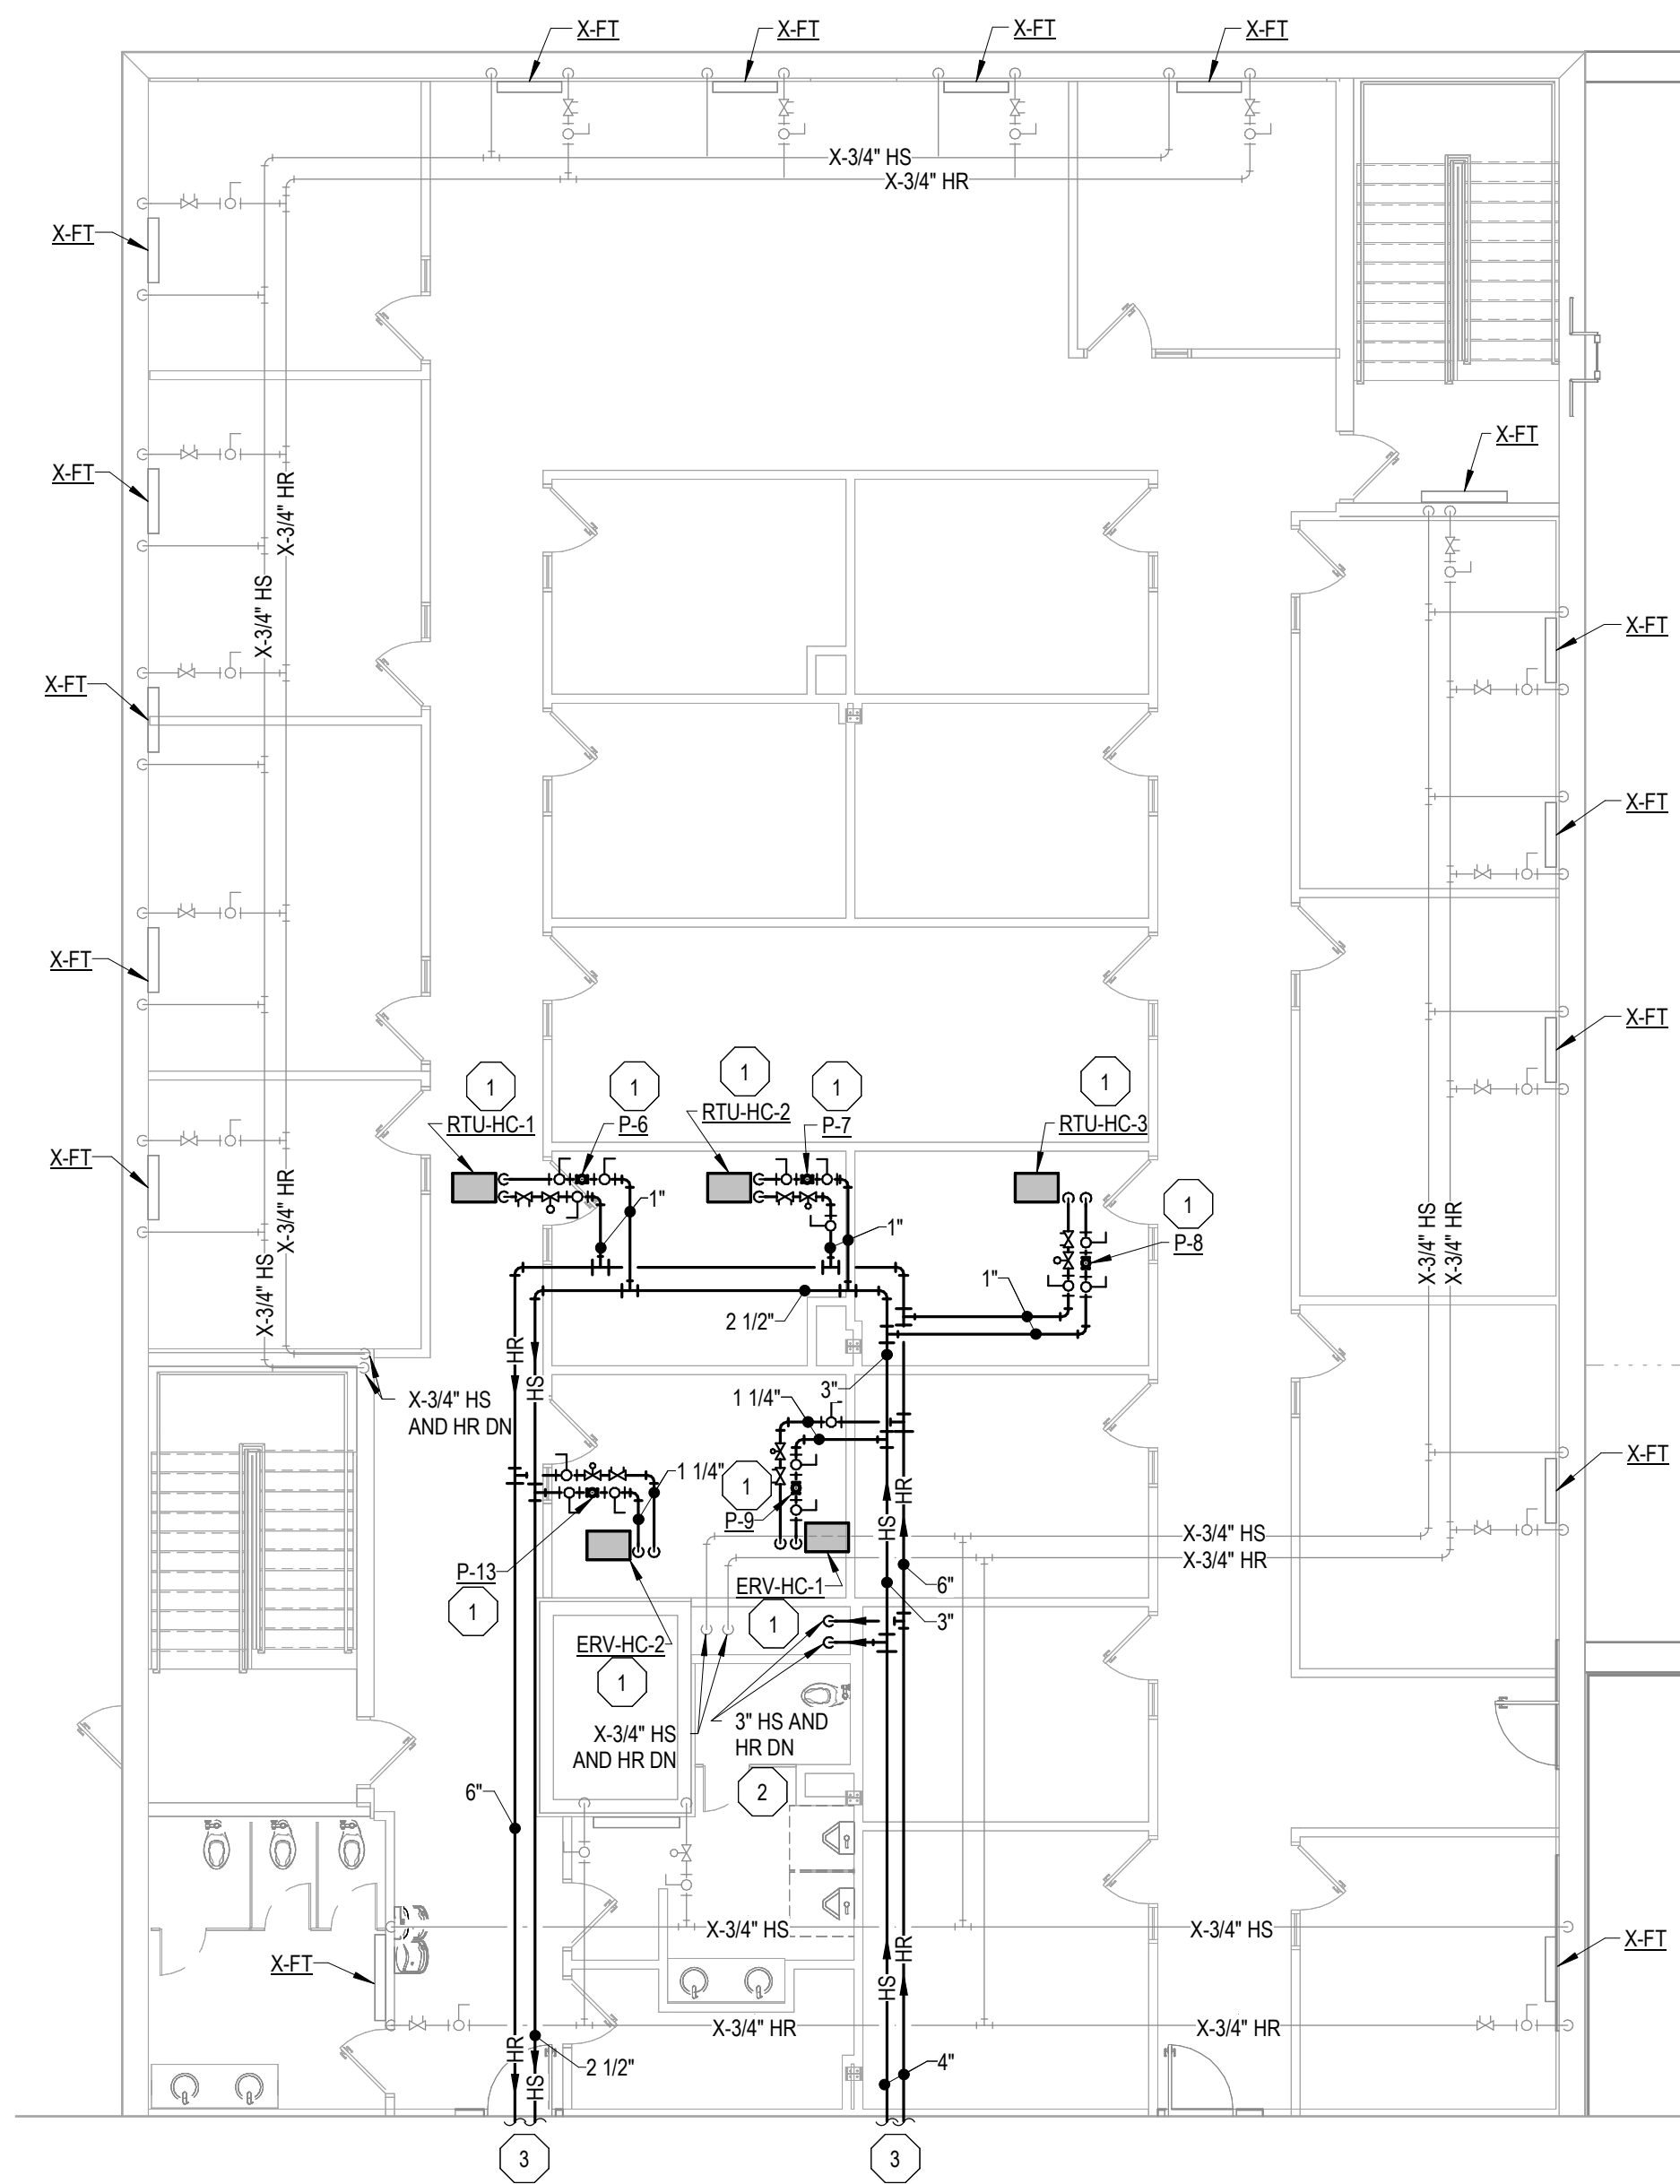 X-FT
X-FT
X-FT
X-FT
X-3/4" HS
X-3/4" HR
X-FT
X-FT
X-FT
X-3/4" HR
X-3/4" HS
X-FT
X-FT
X-FT
X-FT
X-FT
1
1
1
1
1
RTU-HC-1
P-6
RTU-HC-2
P-7
RTU-HC-3
X-FT
1"
1
1"
P-8
X-3/4" HR
X-3/4" HS
X-3/4" HS
X-3/4" HR
1"
2 1/2"
HR
HS
3"
X-3/4" HS
AND HR DN
1 1/4"
1 1/4"
1
P-9
X-FT
HS
HR
X-3/4" HS
X-3/4" HR
P-13
1
ERV-HC-1
1
6"
3"
ERV-HC-2
1
X-3/4" HS
AND HR DN
3" HS AND
HR DN
2
6"
X-3/4" HS
X-3/4" HS
X-FT
X-FT
HR
HS
X-3/4" HR
X-3/4" HR
HR
HS
2 1/2"
4"
3
3